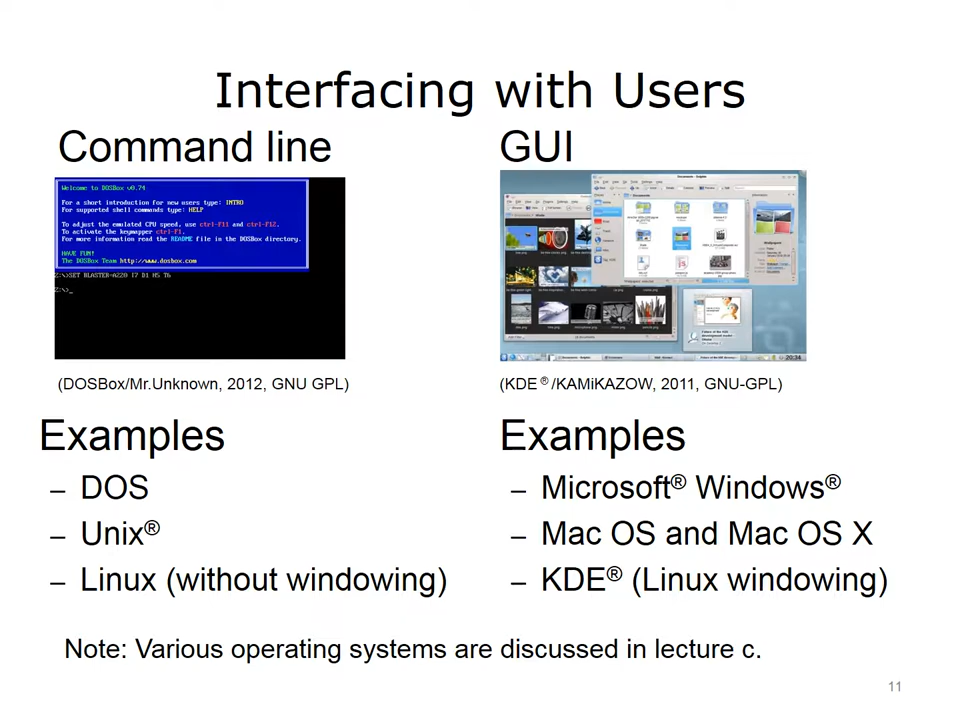 Interfacing with Users
Command line
Welcome to DOSBox v0.74
For a short introduction for new users type: INTRO
For supported shell commands type: HELP
To adjust the emulated CPU speed, use ctrl-F11 and ctrl-F12.
To activate the keymapper ctrl-F1.
For more information read the README file in the DOSBox directory.
HAVE FUN!
The DOSBox Team http://www.dosbox.com
Z:\>SET BLASTER=A220 I7 D1 H5 T6
Z:\>_
(DOSBox/Mr.Unknown, 2012, GNU GPL)
Examples
– DOS
– Unix®
– Linux (without windowing)
GUI
20:34
(KDE ®/KAMiKAZOW, 2011, GNU-GPL)
Examples
– Microsoft® Windows®
– Mac OS and Mac OS X
– KDE® (Linux windowing)
Note: Various operating systems are discussed in lecture c.
11